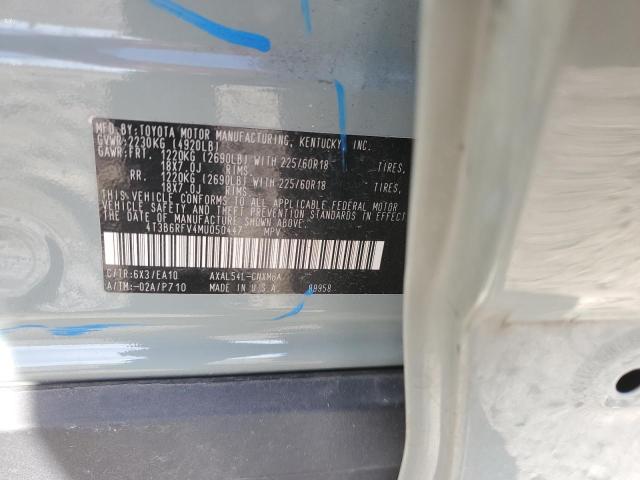 MFD. BY:TOYOTA MOTOR MANUFACTURING, KENTUCKY, INC.
GVWR:2230KG (4920LB)
GAWR:FRT. 1220KG (2690LB) WITH 225/60R18 TIRES,
18X7.0J RIMS,
RR. 1220KG (2690LB) WITH 225/60R18 TIRES,
18X7.0J RIMS,
THIS VEHICLE CONFORMS TO ALL APPLICABLE FEDERAL MOTOR
VEHICLE SAFETY AND THEFT PREVENTION STANDARDS IN EFFECT ON THE
DATE OF MANUFACTURE SHOWN ABOVE.
4T3B6RFV4MU050447 MPV
C/TR:6X3/EA10 AXAL54L-CNXMBA
A/TM:-02A/P710 MADE IN U.S.A. 09958